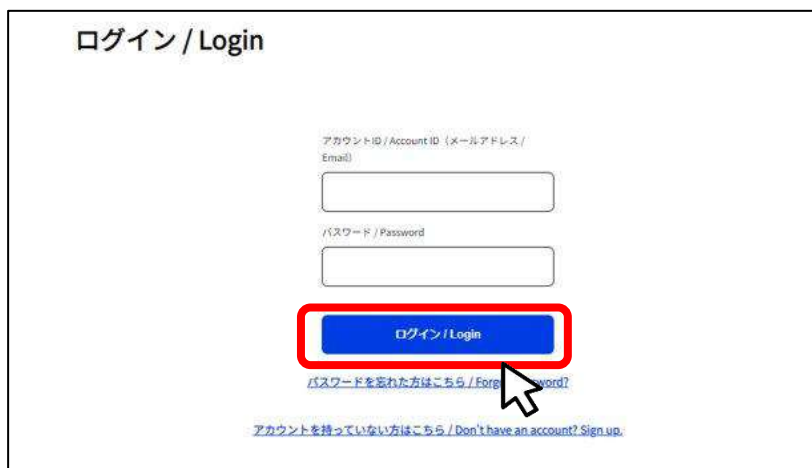 ログイン / Login
アカウントID / Account ID（メールアドレス /
Email）
パスワード / Password
ログイン / Login
パスワードを忘れた方はこちら / Forgot password?
アカウントを持っていない方はこちら / Don't have an account? Sign up.